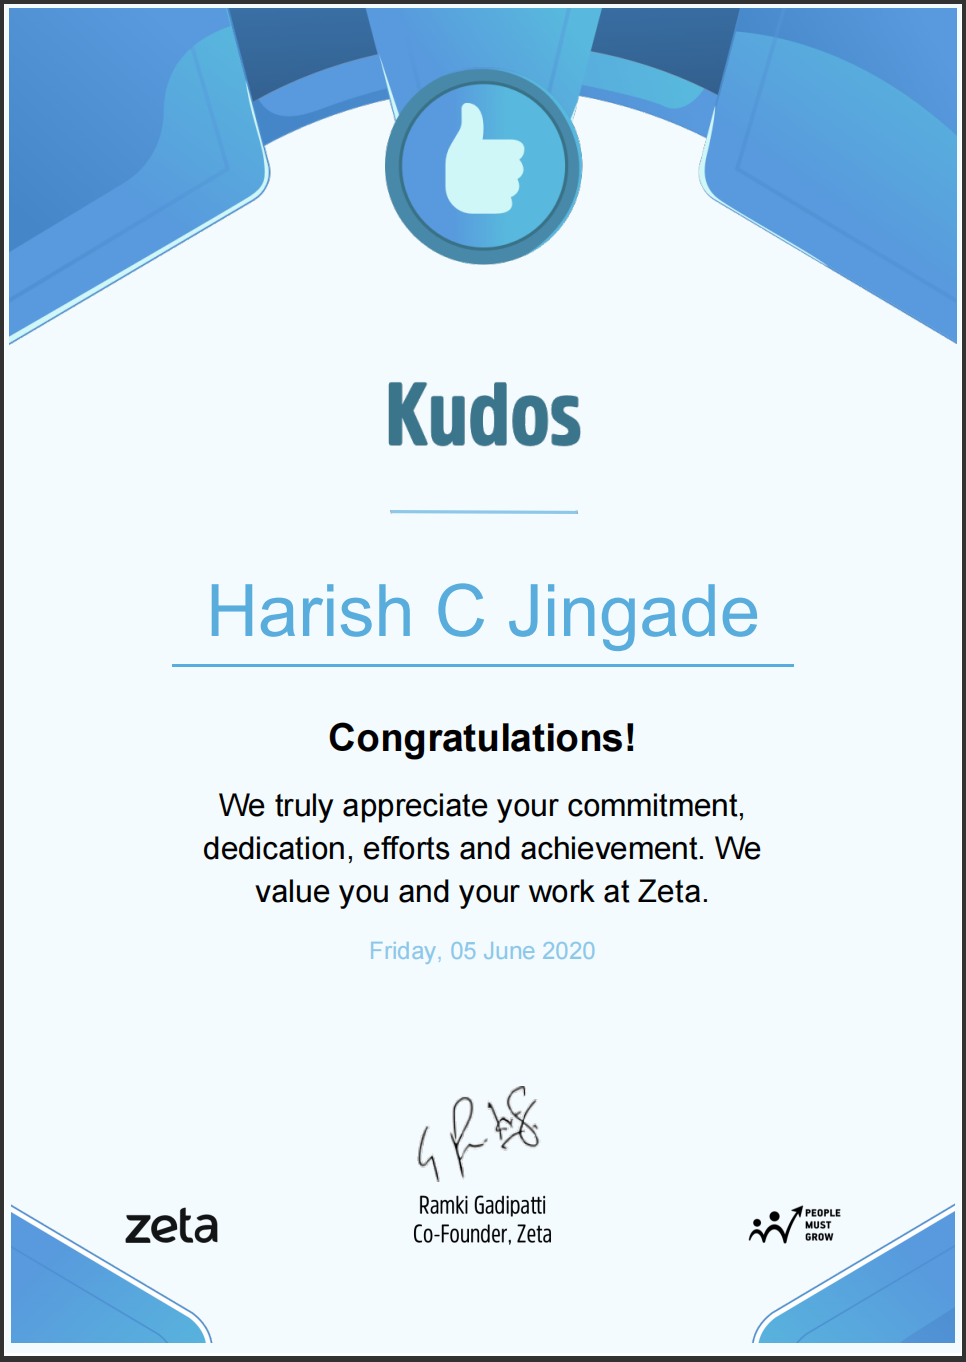 Kudos
Harish C Jingade
Congratulations!
We truly appreciate your commitment,
dedication, efforts and achievement. We
value you and your work at Zeta.
Friday, 05 June 2020
Ramki Gadipatti
Co-Founder, Zeta
zeta
PEOPLE
MUST
GROW